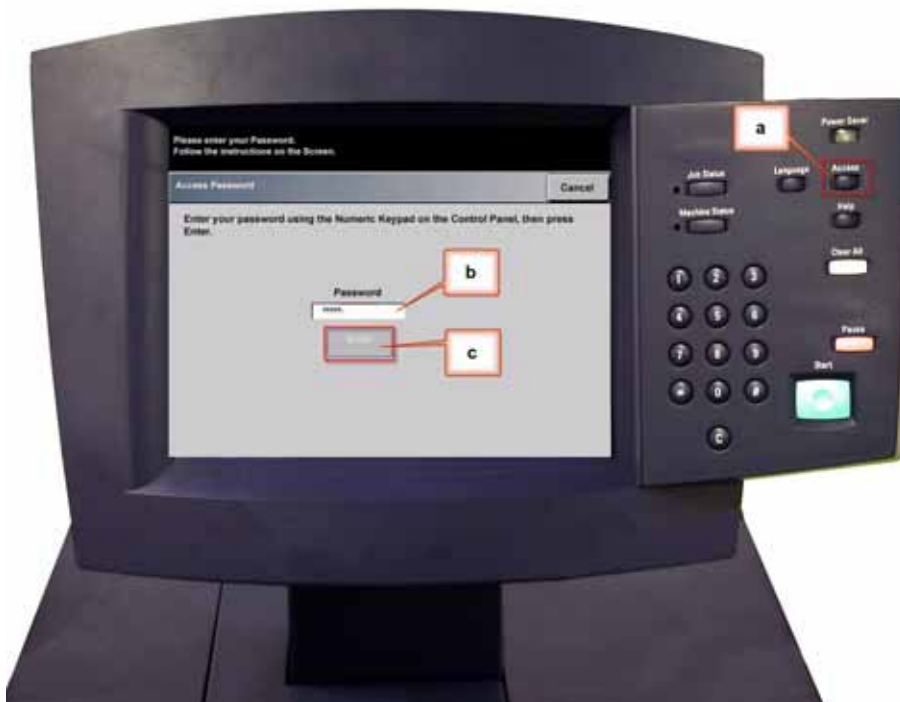 Please enter your Password.
Follow the instructions on the Screen.
Access Password
Cancel
Enter your password using the Numeric Keypad on the Control Panel, then press
Enter.
Password
*****
Enter
a
b
c
Power Saver
Job Status
Language
Access
Machine Status
Help
Clear All
1 2 3
4 5 6
7 8 9
* 0 #
C
Pause
Start